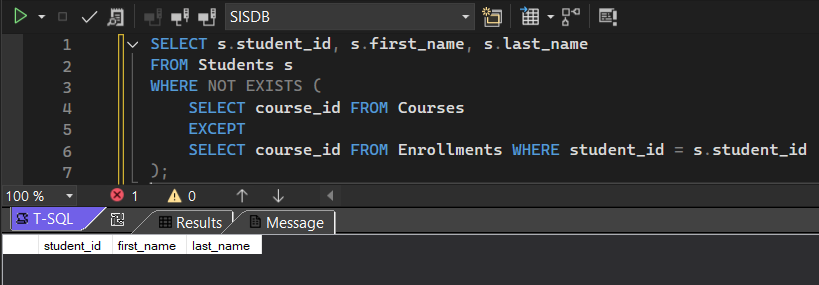 SISDB
1 SELECT s.student_id, s.first_name, s.last_name
2 FROM Students s
3 WHERE NOT EXISTS (
4 SELECT course_id FROM Courses
5 EXCEPT
6 SELECT course_id FROM Enrollments WHERE student_id = s.student_id
7 );
100 % 1 0
T-SQL Results Message
student_id first_name last_name